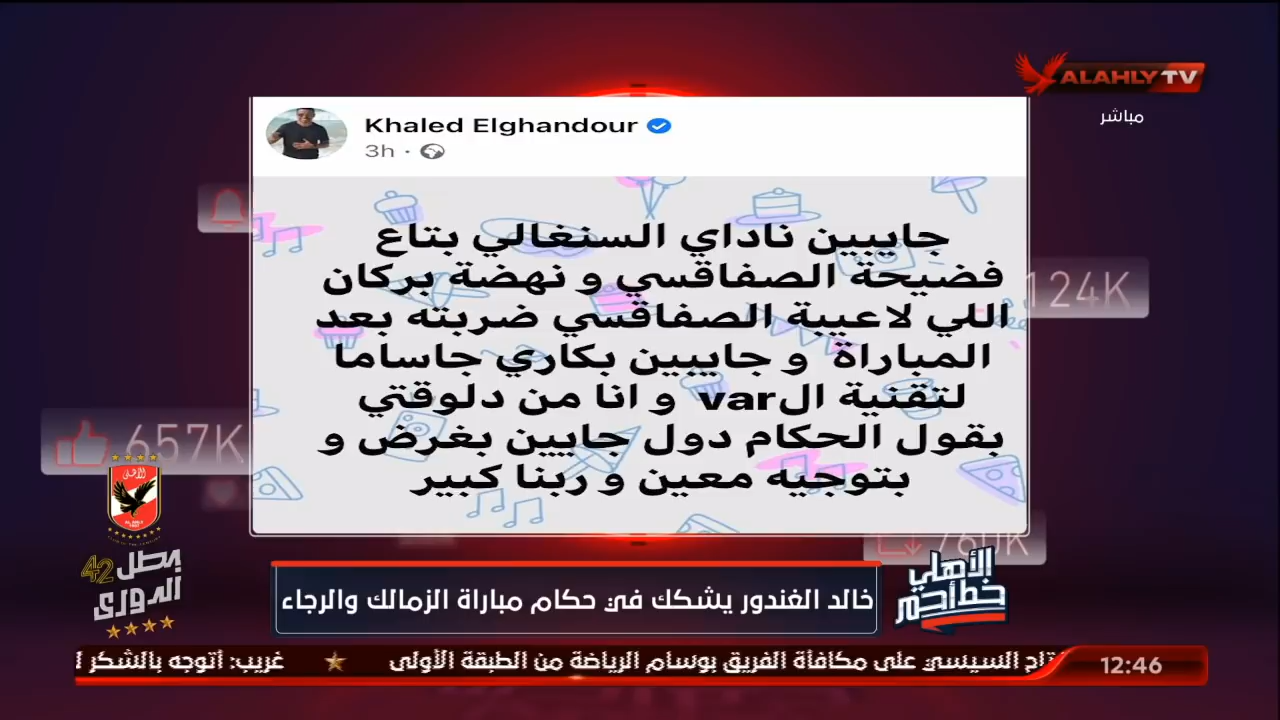 ALAHLY TV
مباشر
Khaled Elghandour
3h ·
جايبين ناداي السنغالي بتاع
فضيحة الصفاقسي و نهضة بركان
اللي لاعيبة الصفاقسي ضربته بعد
المباراة و جايبين بكاري جاساما
لتقنية الvar و انا من دلوقتي
بقول الحكام دول جايين بغرض و
بتوجيه معين و ربنا كبير
124K
657K
760K
الأهلي
بطل 42
الدوري
الأهلي
خط أحمر
خالد الغندور يشكك في حكام مباراة الزمالك والرجاء
السيسي على مكافأة الفريق بوسام الرياضة من الطبقة الأولى ★ غريب: أتوجه بالشكر
12:46